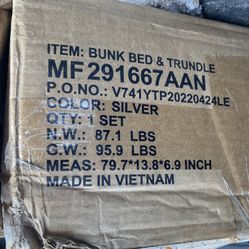 ITEM: BUNK BED & TRUNDLE
MF291667AAN
P.O.NO.: V741YTP20220424LE
COLOR: SILVER
QTY: 1 SET
N.W.: 87.1 LBS
G.W.: 95.9 LBS
MEAS: 79.7*13.8*6.9 INCH
MADE IN VIETNAM